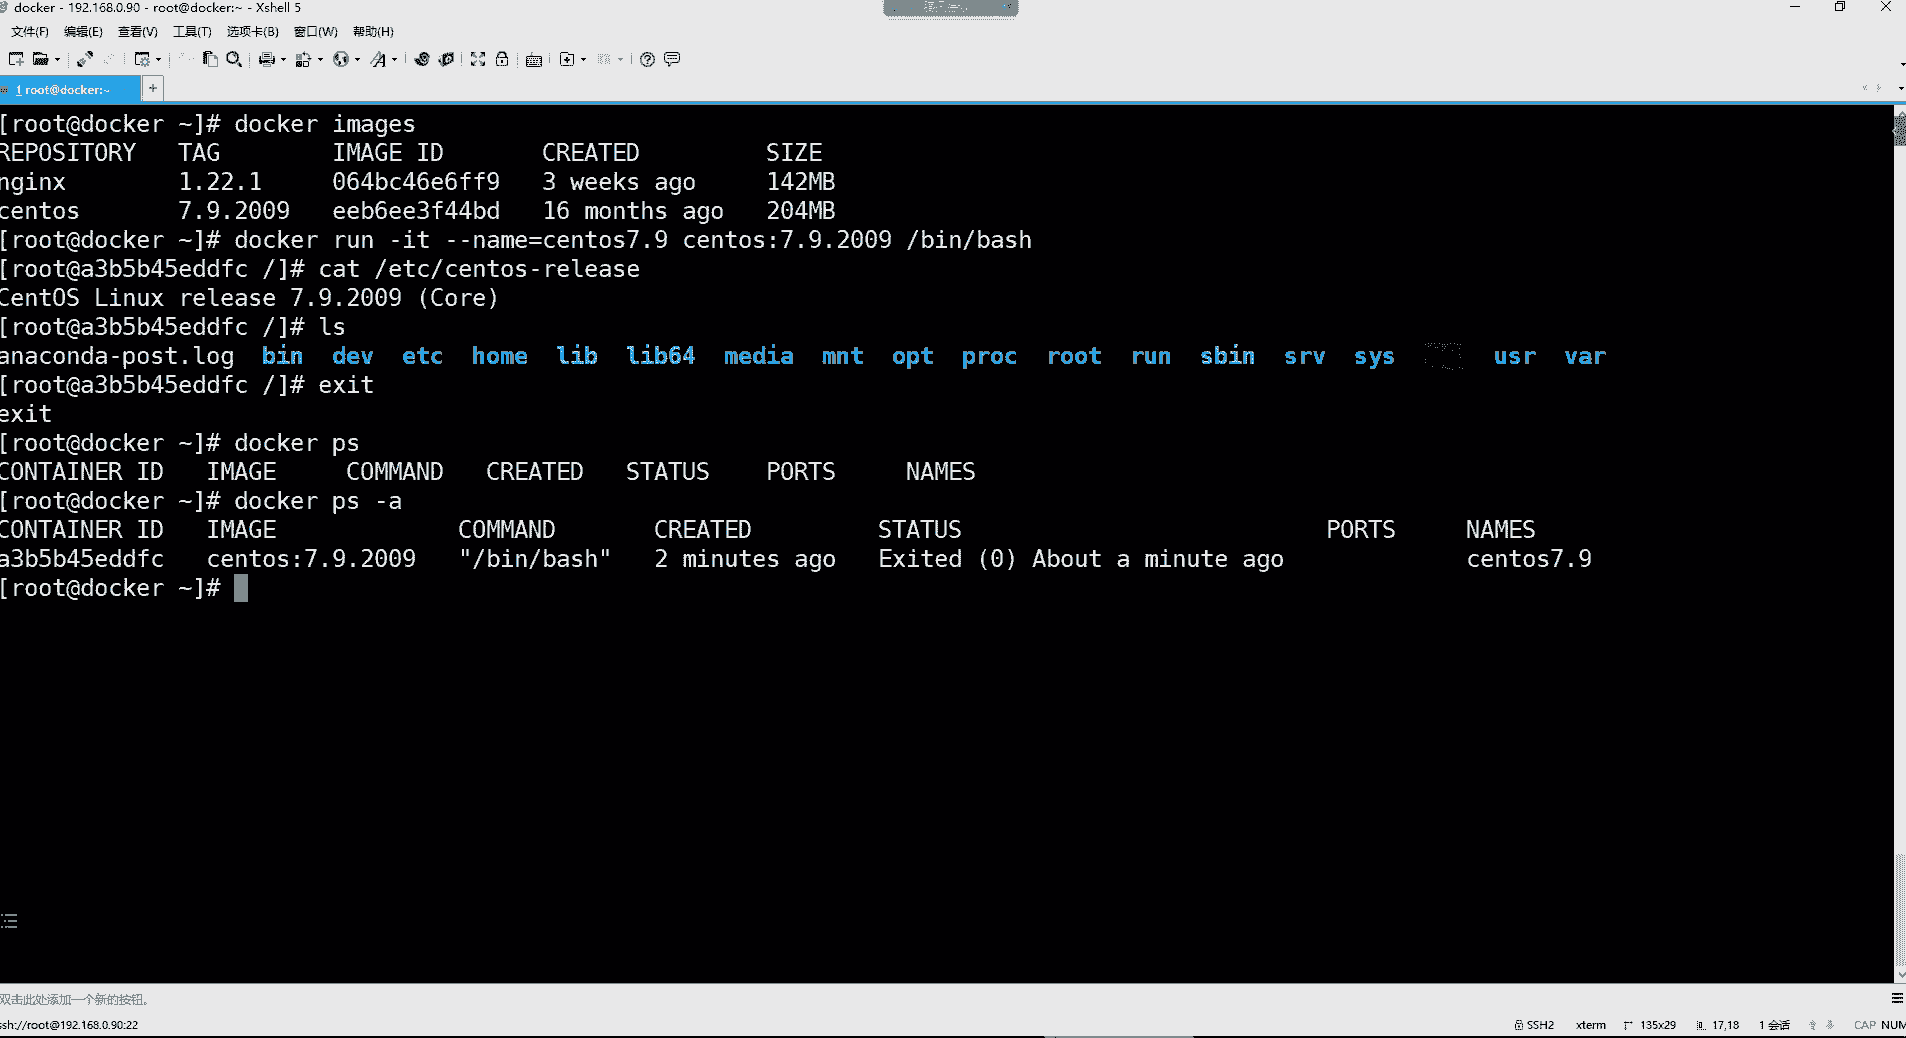 docker - 192.168.0.90 - root@docker:~ - Xshell 5
文件(F) 编辑(E) 查看(V) 工具(T) 选项卡(B) 窗口(W) 帮助(H)
1 root@docker:~
[root@docker ~]# docker images
REPOSITORY TAG IMAGE ID CREATED SIZE
nginx 1.22.1 064bc46e6ff9 3 weeks ago 142MB
centos 7.9.2009 eeb6ee3f44bd 16 months ago 204MB
[root@docker ~]# docker run -it --name=centos7.9 centos:7.9.2009 /bin/bash
[root@a3b5b45eddfc /]# cat /etc/centos-release
CentOS Linux release 7.9.2009 (Core)
[root@a3b5b45eddfc /]# ls
anaconda-post.log bin dev etc home lib lib64 media mnt opt proc root run sbin srv sys usr var
[root@a3b5b45eddfc /]# exit
exit
[root@docker ~]# docker ps
CONTAINER ID IMAGE COMMAND CREATED STATUS PORTS NAMES
[root@docker ~]# docker ps -a
CONTAINER ID IMAGE COMMAND CREATED STATUS PORTS NAMES
a3b5b45eddfc centos:7.9.2009 "/bin/bash" 2 minutes ago Exited (0) About a minute ago centos7.9
[root@docker ~]#
双击此处添加一个新的按钮。
ssh://root@192.168.0.90:22 SSH2 xterm 135x29 17,18 1 会话 CAP NUM